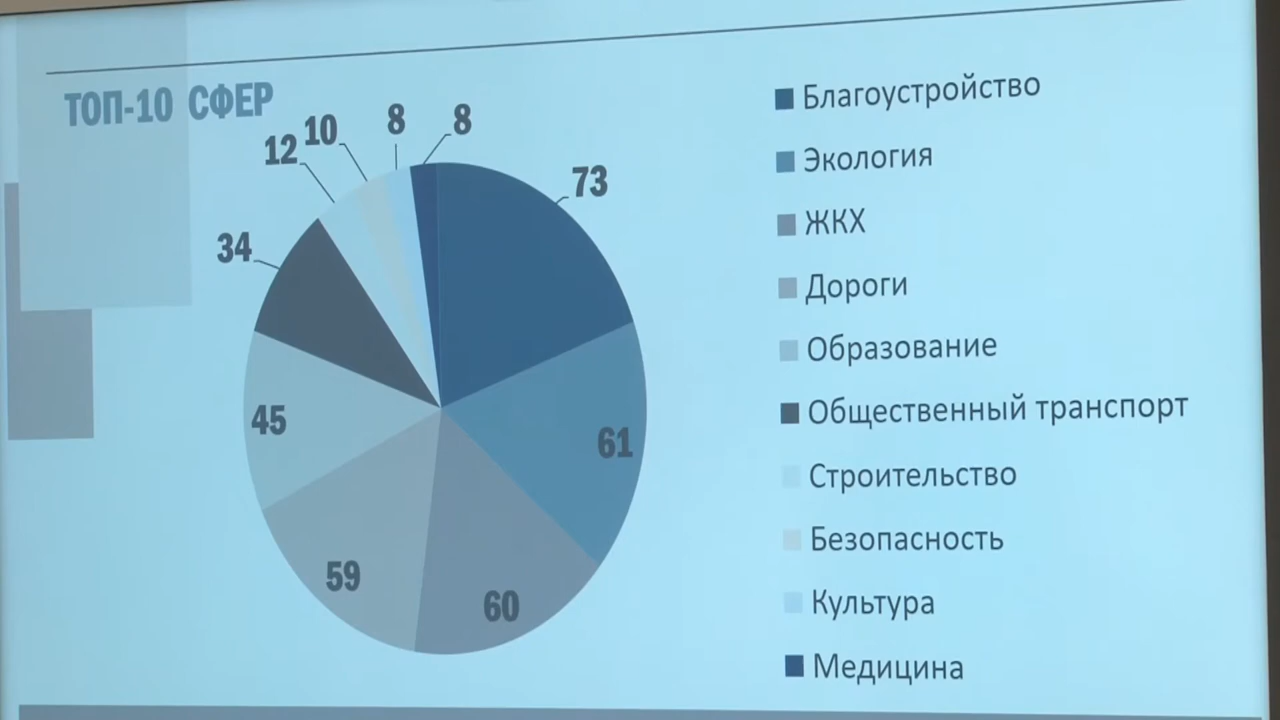 ТОП-10 СФЕР
12
10
8
8
73
34
45
61
59
60
Благоустройство
Экология
ЖКХ
Дороги
Образование
Общественный транспорт
Строительство
Безопасность
Культура
Медицина